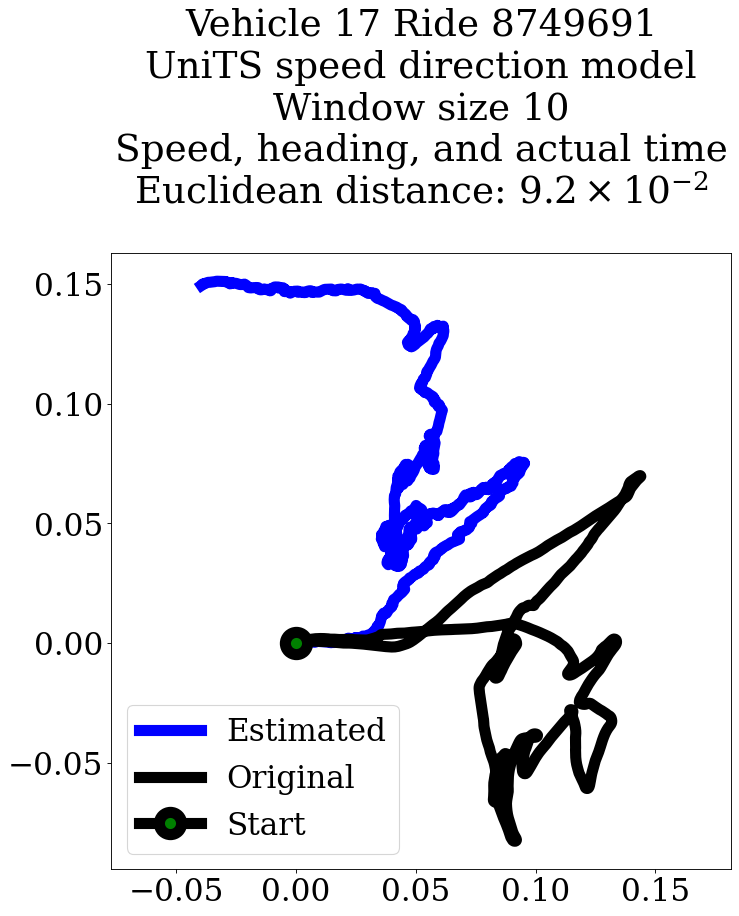 Vehicle 17 Ride 8749691
UniTS speed direction model
Window size 10
Speed, heading, and actual time
Euclidean distance: 9.2 × 10⁻²
0.15
0.10
0.05
0.00
−0.05
Estimated
Original
Start
−0.05 0.00 0.05 0.10 0.15